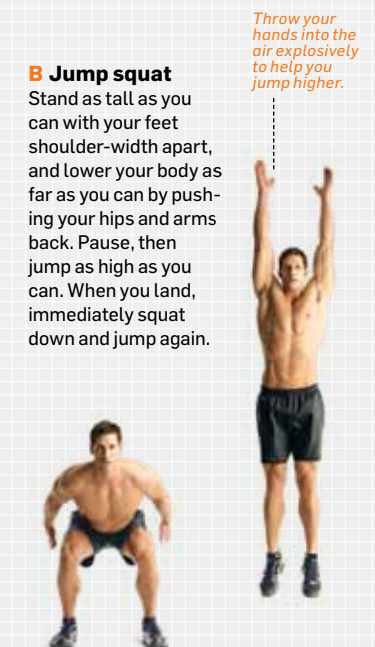 Throw your
hands into the
air explosively
to help you
jump higher.
B Jump squat
Stand as tall as you
can with your feet
shoulder-width apart,
and lower your body as
far as you can by push-
ing your hips and arms
back. Pause, then
jump as high as you
can. When you land,
immediately squat
down and jump again.